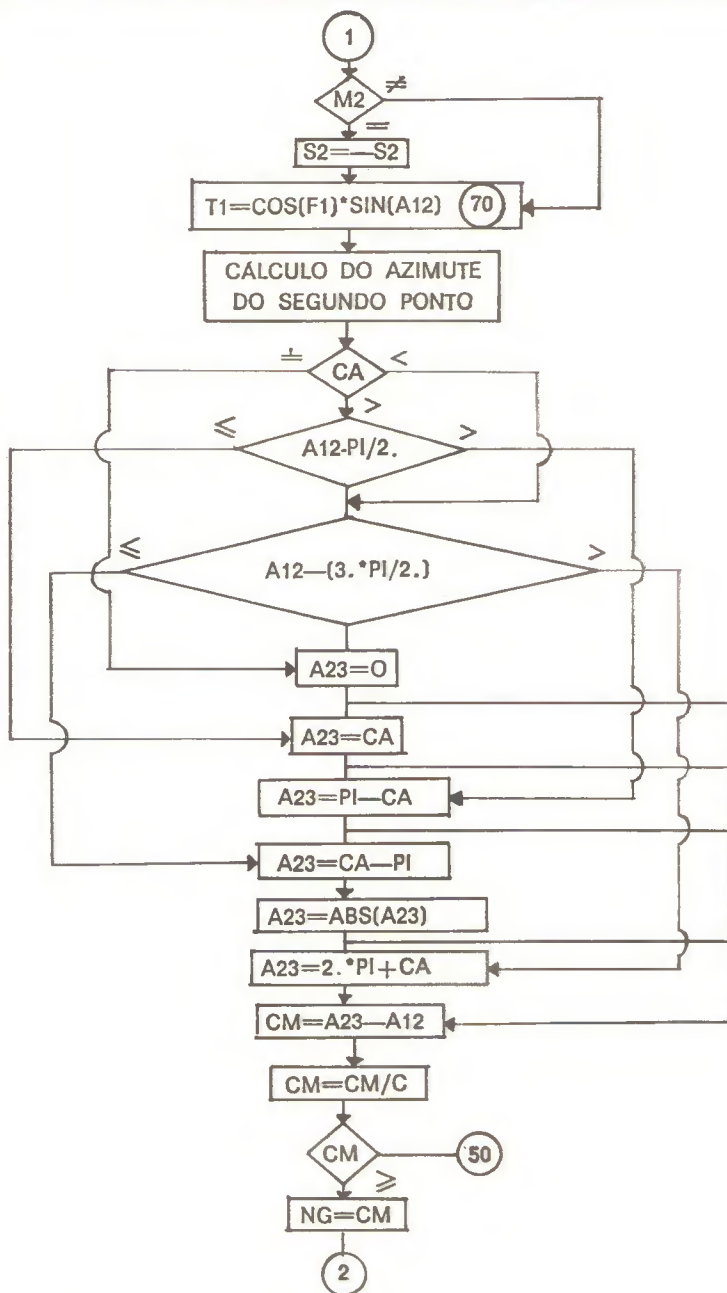 1
M2 ≠
=
S2=—S2
T1=COS(F1)*SIN(A12) 70
CÁLCULO DO AZIMUTE
DO SEGUNDO PONTO
CA <
>
≤ A12-PI/2. >
≤ A12—(3.*PI/2.) >
A23=O
A23=CA
A23=PI—CA
A23=CA—PI
A23=ABS(A23)
A23=2.*PI+CA
CM=A23—A12
CM=CM/C
CM 50
≥
NG=CM
2